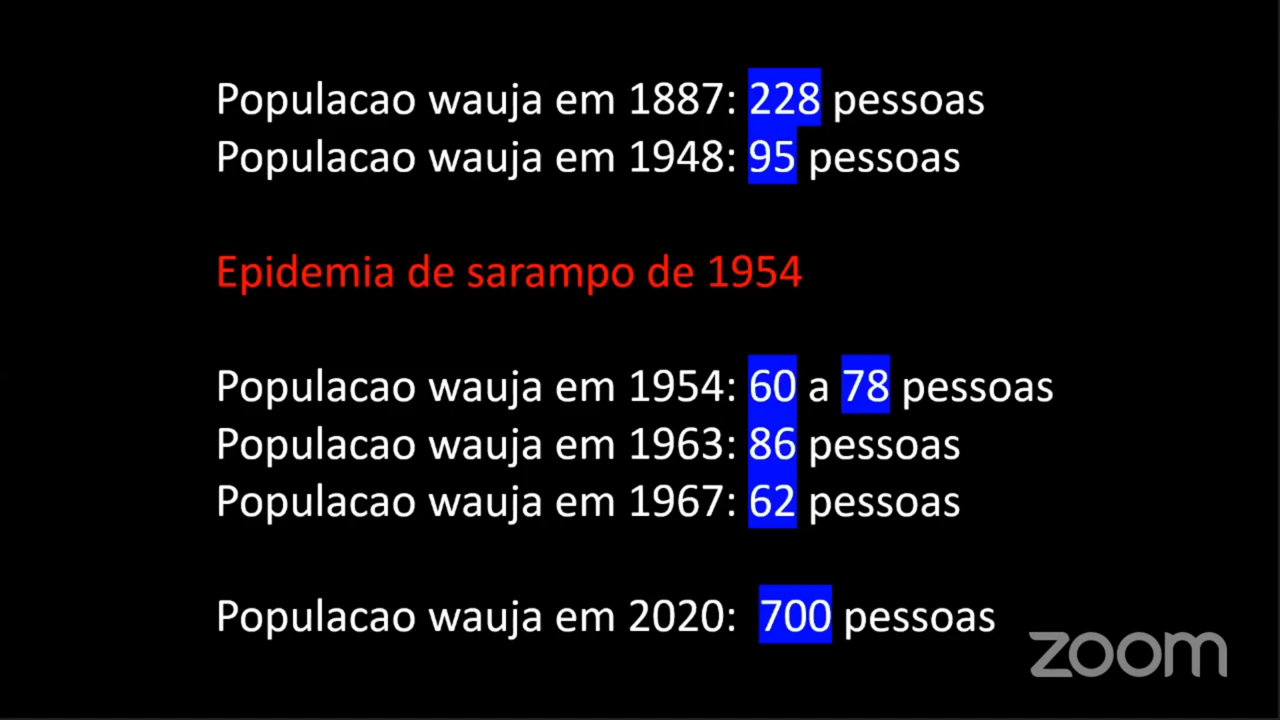 Populacao wauja em 1887: 228 pessoas
Populacao wauja em 1948: 95 pessoas
Epidemia de sarampo de 1954
Populacao wauja em 1954: 60 a 78 pessoas
Populacao wauja em 1963: 86 pessoas
Populacao wauja em 1967: 62 pessoas
Populacao wauja em 2020: 700 pessoas
zoom